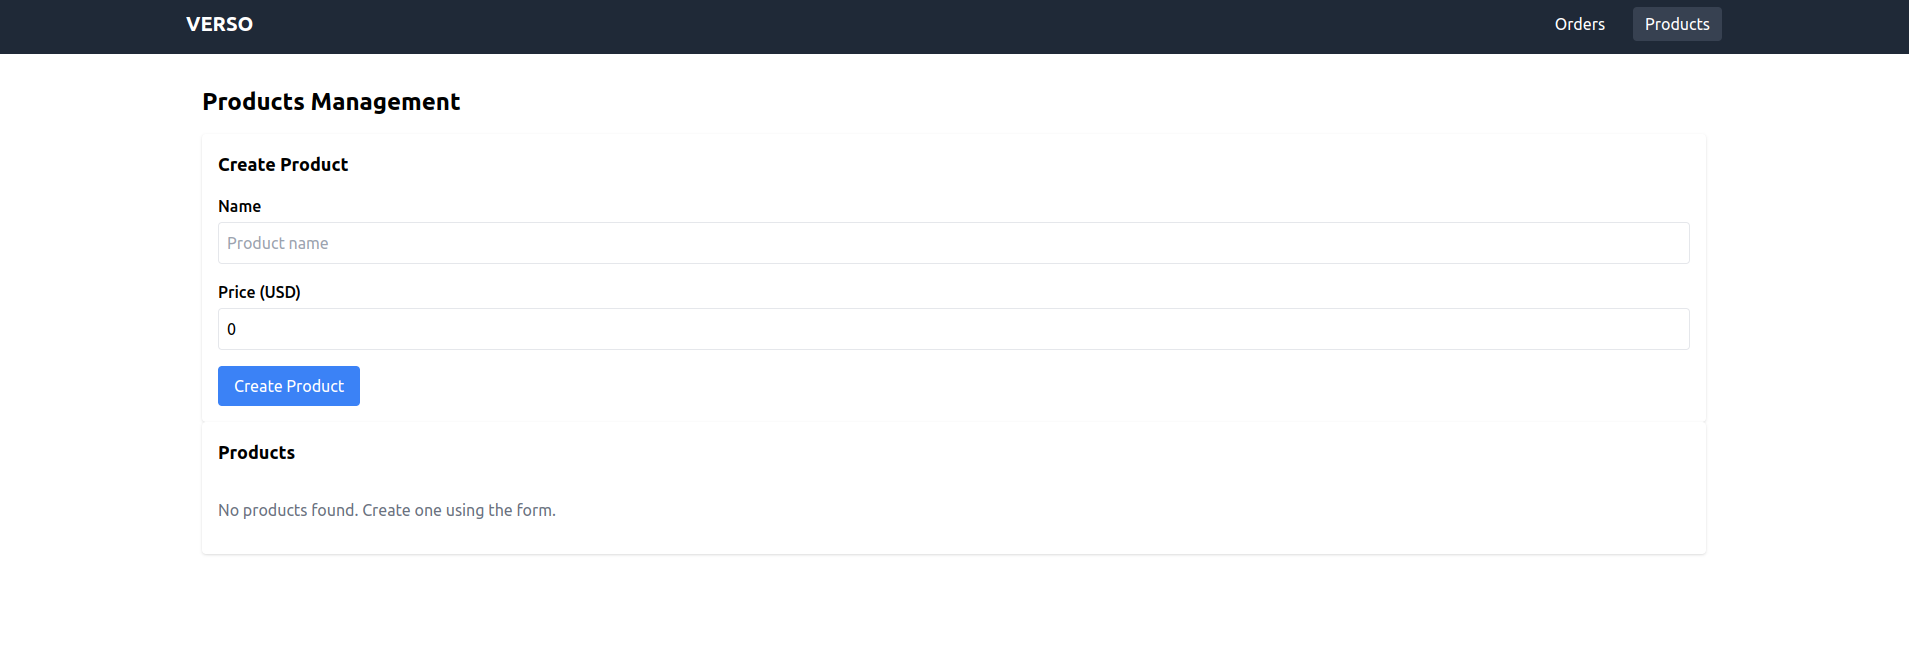 VERSO Orders Products
Products Management
Create Product
Name
Product name
Price (USD)
0
Create Product
Products
No products found. Create one using the form.